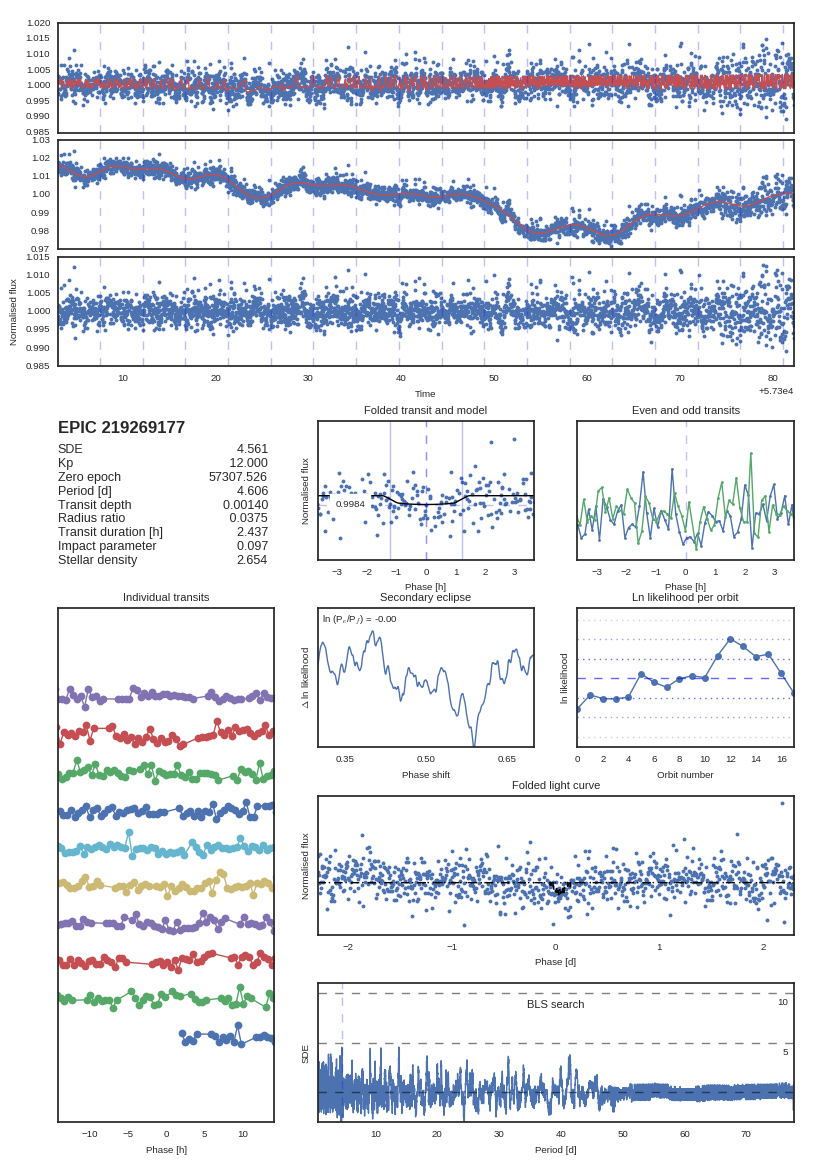 1.020
1.015
1.010
1.005
1.000
0.995
0.990
0.985
1.03
1.02
1.01
1.00
0.99
0.98
0.97
1.015
1.010
1.005
1.000
0.995
0.990
0.985
Normalised flux
10 20 30 40 50 60 70 80
Time
+5.73e4
EPIC 219269177
SDE 4.561
Kp 12.000
Zero epoch 57307.526
Period [d] 4.606
Transit depth 0.00140
Radius ratio 0.0375
Transit duration [h] 2.437
Impact parameter 0.097
Stellar density 2.654
Folded transit and model
Normalised flux
0.9984
−3 −2 −1 0 1 2 3
Phase [h]
Even and odd transits
−3 −2 −1 0 1 2 3
Phase [h]
Individual transits
−10 −5 0 5 10
Phase [h]
Secondary eclipse
ln (Pₑ/P𝑓) = -0.00
Δ ln likelihood
0.35 0.50 0.65
Phase shift
Ln likelihood per orbit
ln likelihood
0 2 4 6 8 10 12 14 16
Orbit number
Folded light curve
Normalised flux
−2 −1 0 1 2
Phase [d]
BLS search
10
5
SDE
10 20 30 40 50 60 70
Period [d]